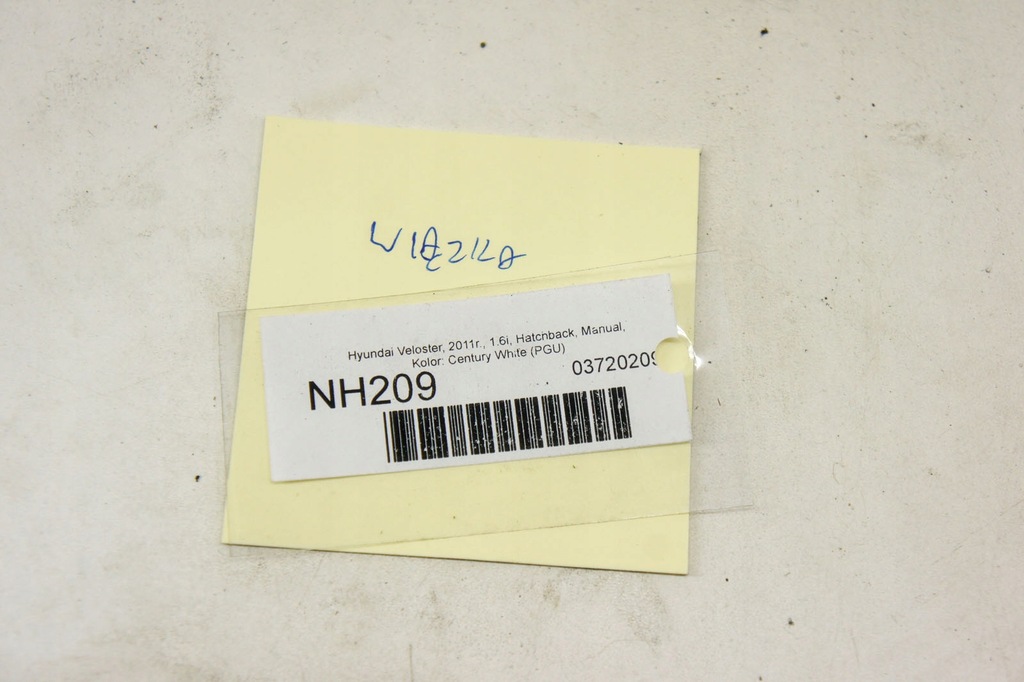 WIĄZKA
Hyundai Veloster, 2011r., 1.6i, Hatchback, Manual,
Kolor: Century White (PGU)
03720209
NH209